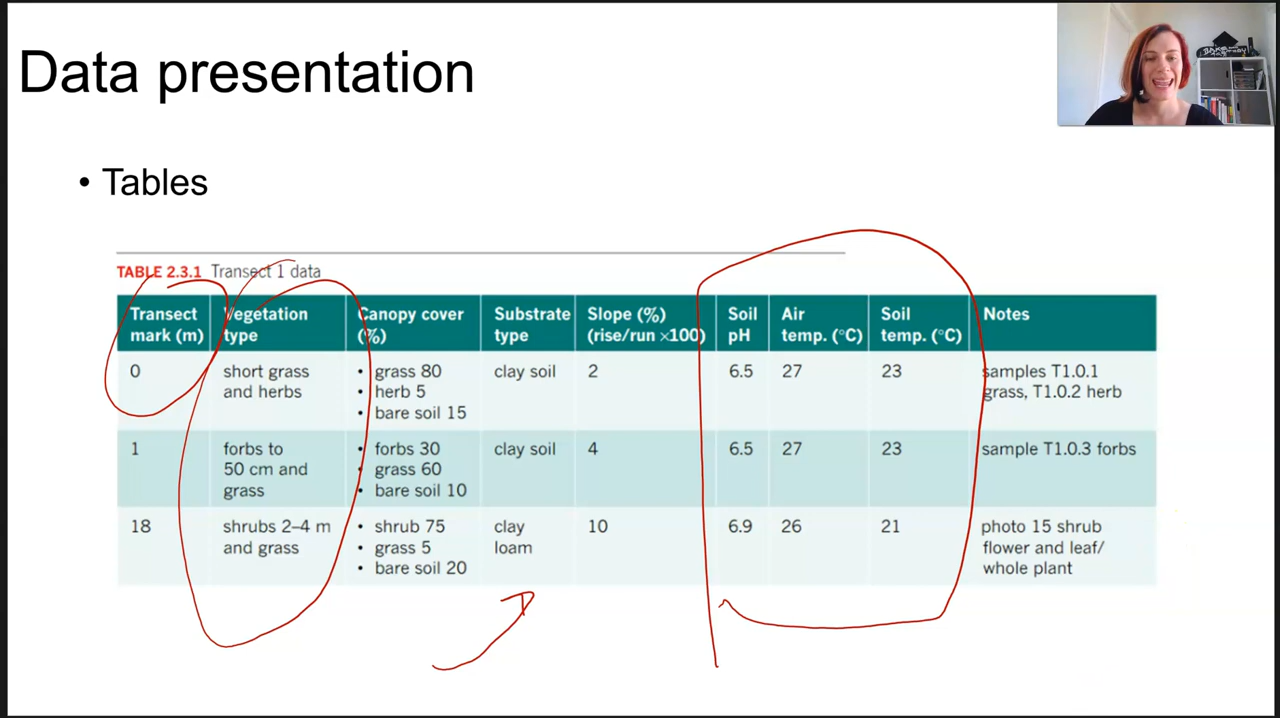 Data presentation
• Tables
TABLE 2.3.1 Transect 1 data
Transect mark (m) Vegetation type Canopy cover (%) Substrate type Slope (%) (rise/run ×100) Soil pH Air temp. (°C) Soil temp. (°C) Notes
0 short grass and herbs • grass 80 • herb 5 • bare soil 15 clay soil 2 6.5 27 23 samples T1.0.1 grass, T1.0.2 herb
1 forbs to 50 cm and grass • forbs 30 • grass 60 • bare soil 10 clay soil 4 6.5 27 23 sample T1.0.3 forbs
18 shrubs 2–4 m and grass • shrub 75 • grass 5 • bare soil 20 clay loam 10 6.9 26 21 photo 15 shrub flower and leaf/ whole plant